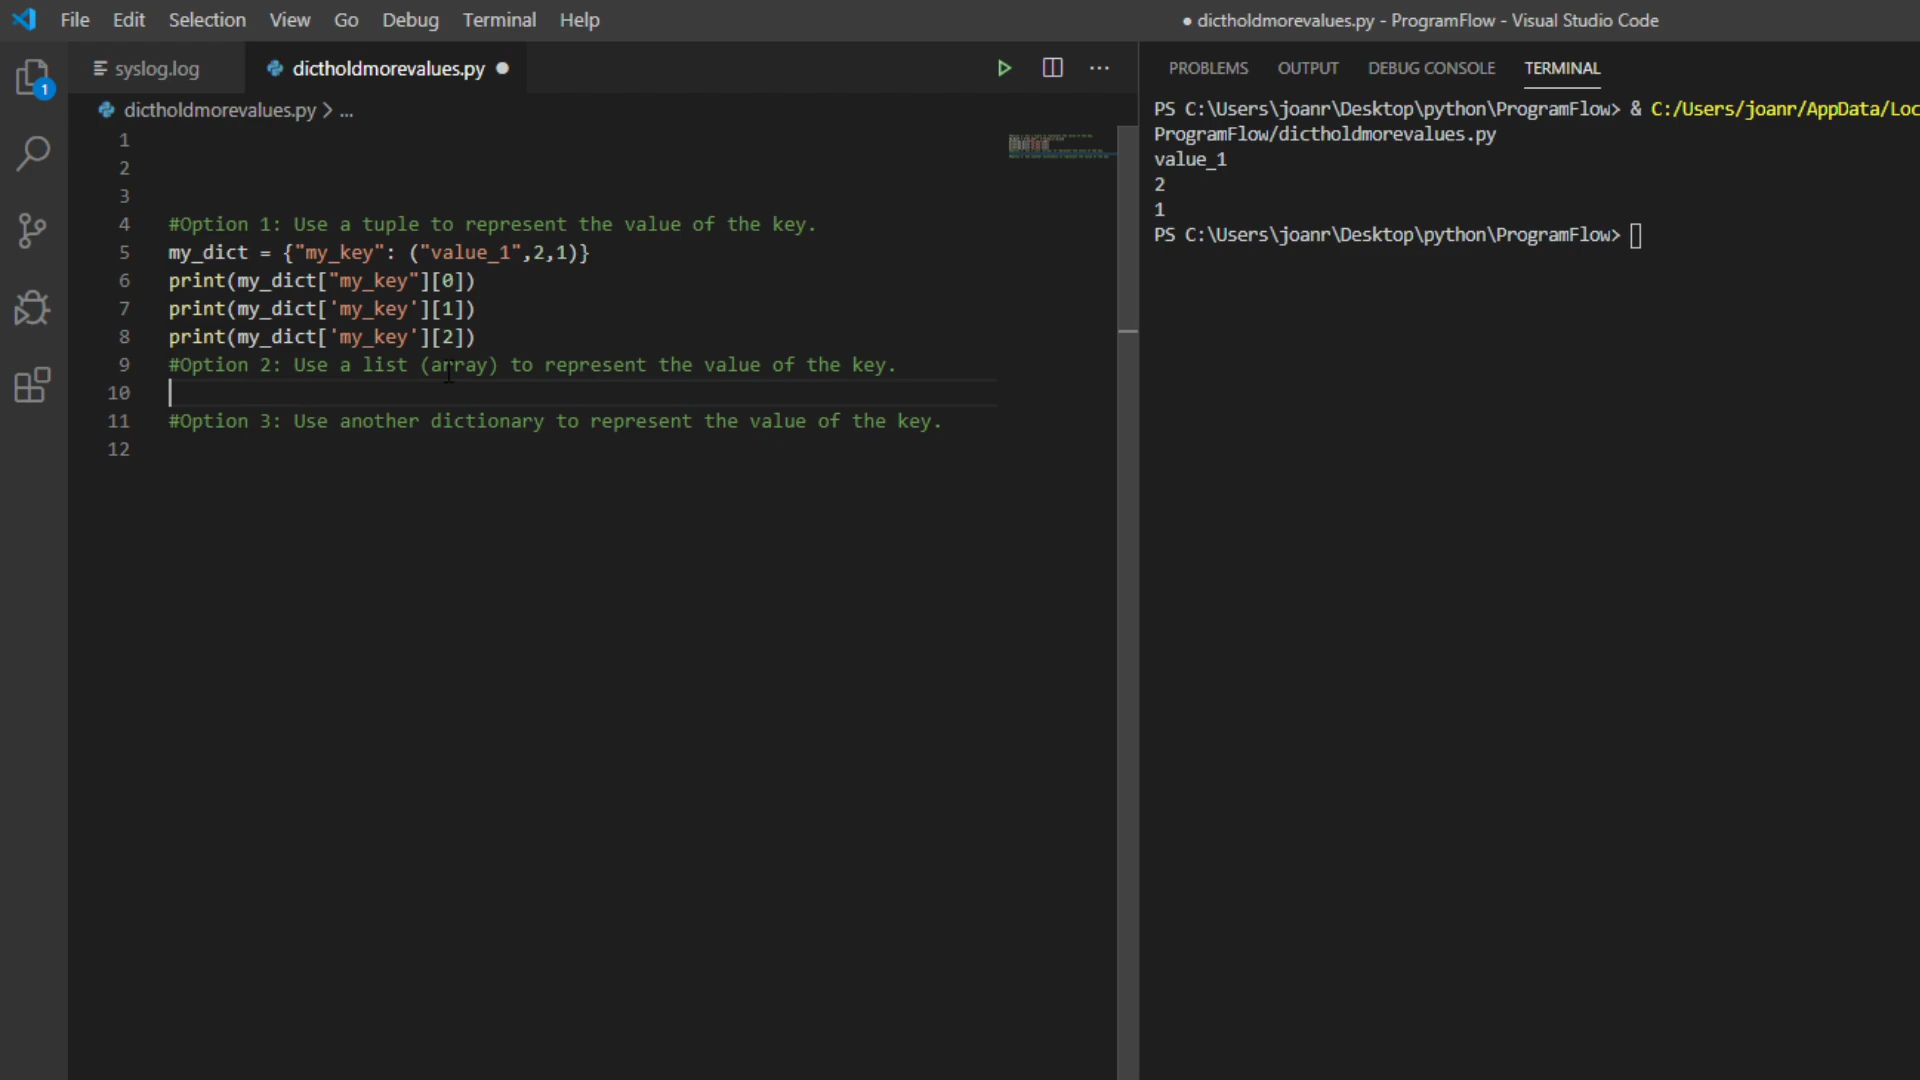 File Edit Selection View Go Debug Terminal Help
● dictholdmorevalues.py - ProgramFlow - Visual Studio Code
syslog.log
dictholdmorevalues.py
dictholdmorevalues.py > ...
1
1
2
3
4 #Option 1: Use a tuple to represent the value of the key.
5 my_dict = {"my_key": ("value_1",2,1)}
6 print(my_dict["my_key"][0])
7 print(my_dict['my_key'][1])
8 print(my_dict['my_key'][2])
9 #Option 2: Use a list (array) to represent the value of the key.
10
11 #Option 3: Use another dictionary to represent the value of the key.
12
PROBLEMS OUTPUT DEBUG CONSOLE TERMINAL
PS C:\Users\joanr\Desktop\python\ProgramFlow> & C:/Users/joanr/AppData/Loc
ProgramFlow/dictholdmorevalues.py
value_1
2
1
PS C:\Users\joanr\Desktop\python\ProgramFlow>